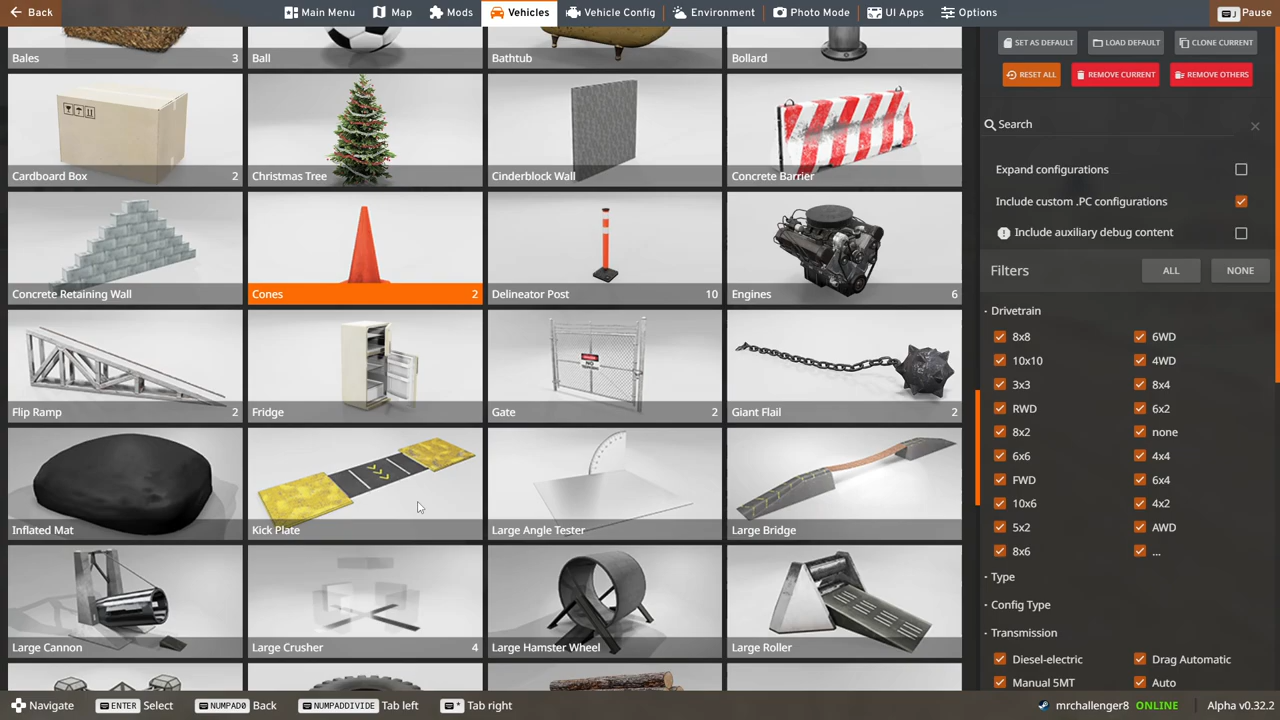 Back
Main Menu
Map
Mods
Vehicles
Vehicle Config
Environment
Photo Mode
UI Apps
Options
J
Pause
Bales 3
Ball
Bathtub
Bollard
SET AS DEFAULT
LOAD DEFAULT
CLONE CURRENT
RESET ALL
REMOVE CURRENT
REMOVE OTHERS
Search
Cardboard Box 2
Christmas Tree
Cinderblock Wall
Concrete Barrier
Expand configurations
Include custom .PC configurations
Include auxiliary debug content
Concrete Retaining Wall
Cones 2
Delineator Post 10
Engines 6
Filters
ALL
NONE
Drivetrain
8x8
6WD
10x10
4WD
3x3
8x4
RWD
6x2
8x2
none
6x6
4x4
FWD
6x4
10x6
4x2
5x2
AWD
8x6
...
Flip Ramp 2
Fridge
Gate 2
Giant Flail 2
Inflated Mat
Kick Plate
Large Angle Tester
Large Bridge
Type
Config Type
Transmission
Diesel-electric
Drag Automatic
Manual 5MT
Auto
Large Cannon
Large Crusher 4
Large Hamster Wheel
Large Roller
Navigate
ENTER Select
NUMPAD0 Back
NUMPADDIVIDE Tab left
* Tab right
mrchallenger8 ONLINE
Alpha v0.32.2